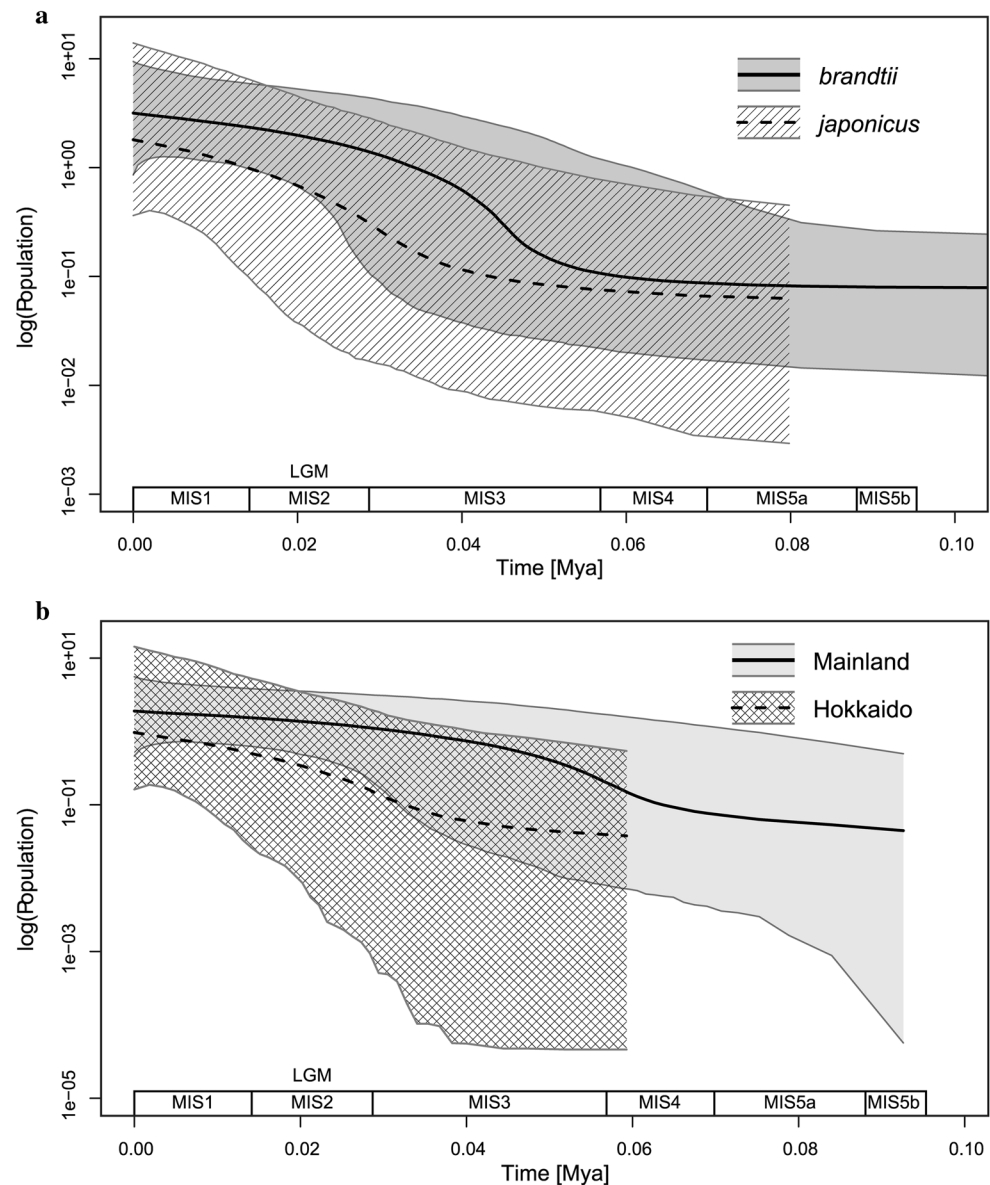 a
1e+01
1e+00
1e−01
1e−02
1e−03
log(Population)
brandtii
japonicus
LGM
MIS1 MIS2 MIS3 MIS4 MIS5a MIS5b
0.00 0.02 0.04 0.06 0.08 0.10
Time [Mya]
b
1e+01
1e−01
1e−03
1e−05
log(Population)
Mainland
Hokkaido
LGM
MIS1 MIS2 MIS3 MIS4 MIS5a MIS5b
0.00 0.02 0.04 0.06 0.08 0.10
Time [Mya]